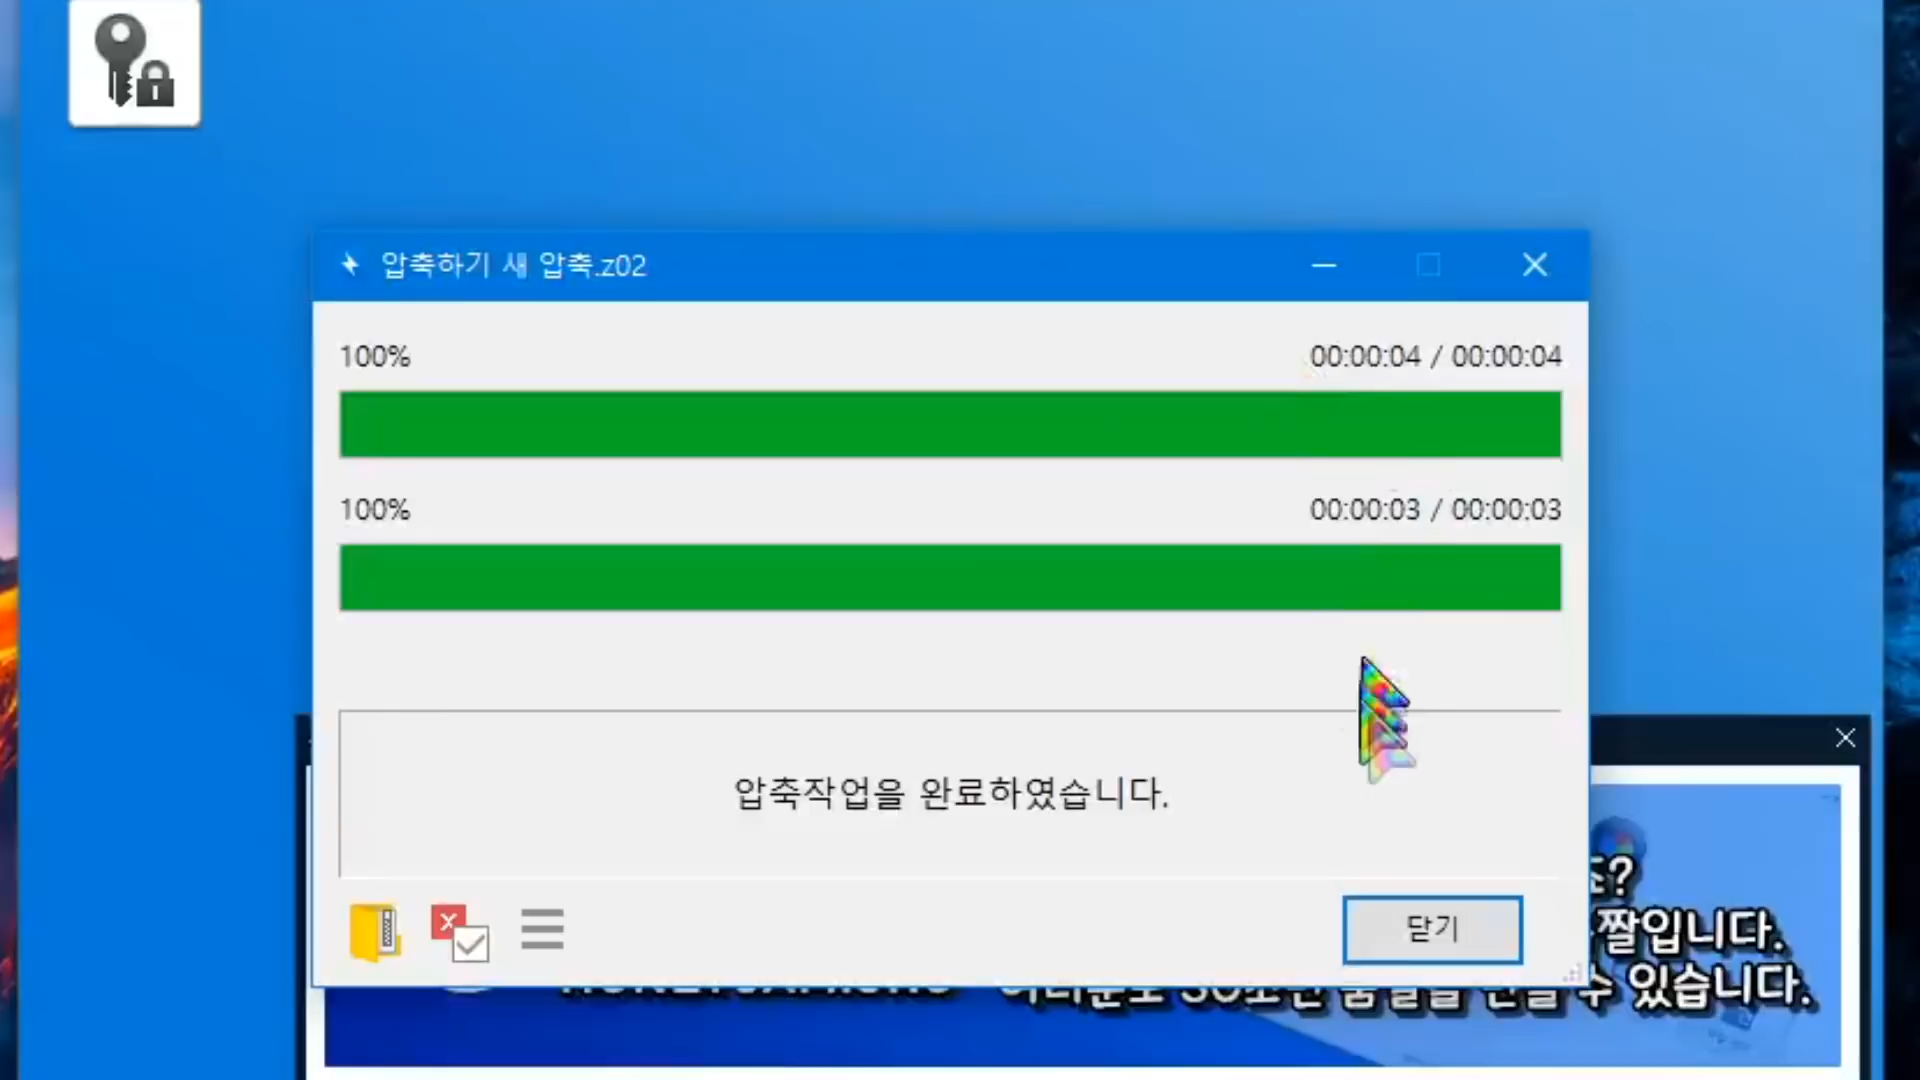 압축하기 새 압축.z02
100%
00:00:04 / 00:00:04
100%
00:00:03 / 00:00:03
압축작업을 완료하였습니다.
닫기
짤입니다.
수 있습니다.